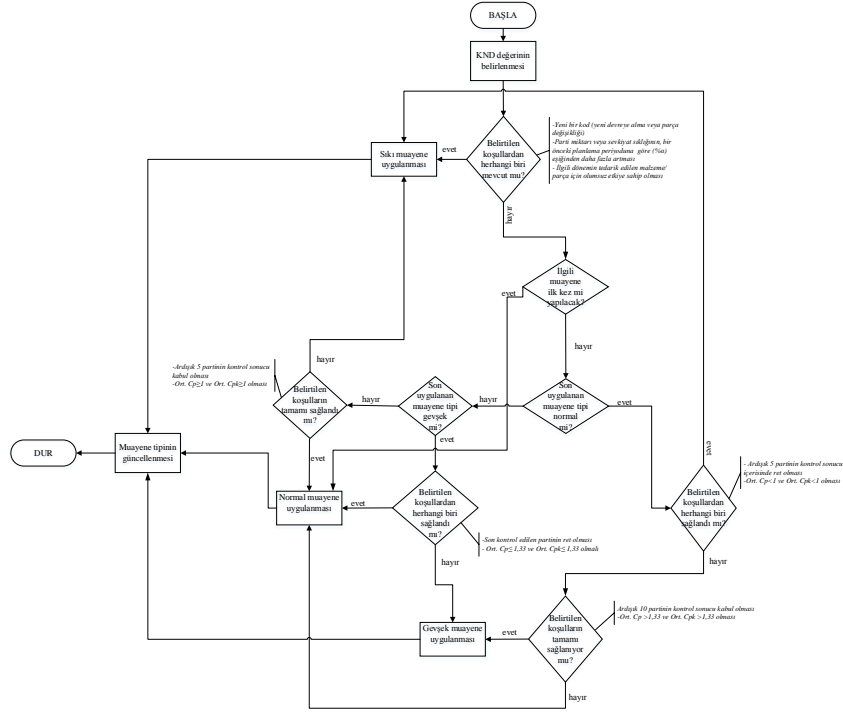 BAŞLA
KND değerinin
belirlenmesi
-Yeni bir kod (yeni devreye alma veya parça
değişikliği)
-Parti miktarı veya sevkiyat sıklığının, bir
önceki planlama periyoduna göre (%a)
eşiğinden daha fazla artması
- İlgili dönemin tedarik edilen malzeme/
parça için olumsuz etkiye sahip olması
Belirtilen
koşullardan
herhangi biri
mevcut mu?
evet
Sıkı muayene
uygulanması
hayır
İlgili
muayene
ilk kez mi
yapılacak?
evet
hayır
Son
uygulanan
muayene tipi
normal
mi?
evet
hayır
Son
uygulanan
muayene tipi
gevşek
mi?
hayır
evet
-Ardışık 5 partinin kontrol sonucu
kabul olması
-Ort. Cp≥1 ve Ort. Cpk≥1 olması
Belirtilen
koşulların
tamamı sağlandı
mı?
hayır
evet
DUR
Muayene tipinin
güncellenmesi
Normal muayene
uygulanması
evet
Belirtilen
koşullardan
herhangi biri
sağlandı
mı?
-Son kontrol edilen partinin ret olması
- Ort. Cp≤ 1,33 ve Ort. Cpk≤ 1,33 olmalı
hayır
evet
Belirtilen
koşullardan
herhangi biri
sağlandı mı?
- Ardışık 5 partinin kontrol sonucu
içerisinde ret olması
-Ort. Cp<1 ve Ort. Cpk<1 olması
hayır
Gevşek muayene
uygulanması
evet
Belirtilen
koşulların
tamamı
sağlanıyor
mu?
Ardışık 10 partinin kontrol sonucu kabul olması
-Ort. Cp >1,33 ve Ort. Cpk >1,33 olması
hayır